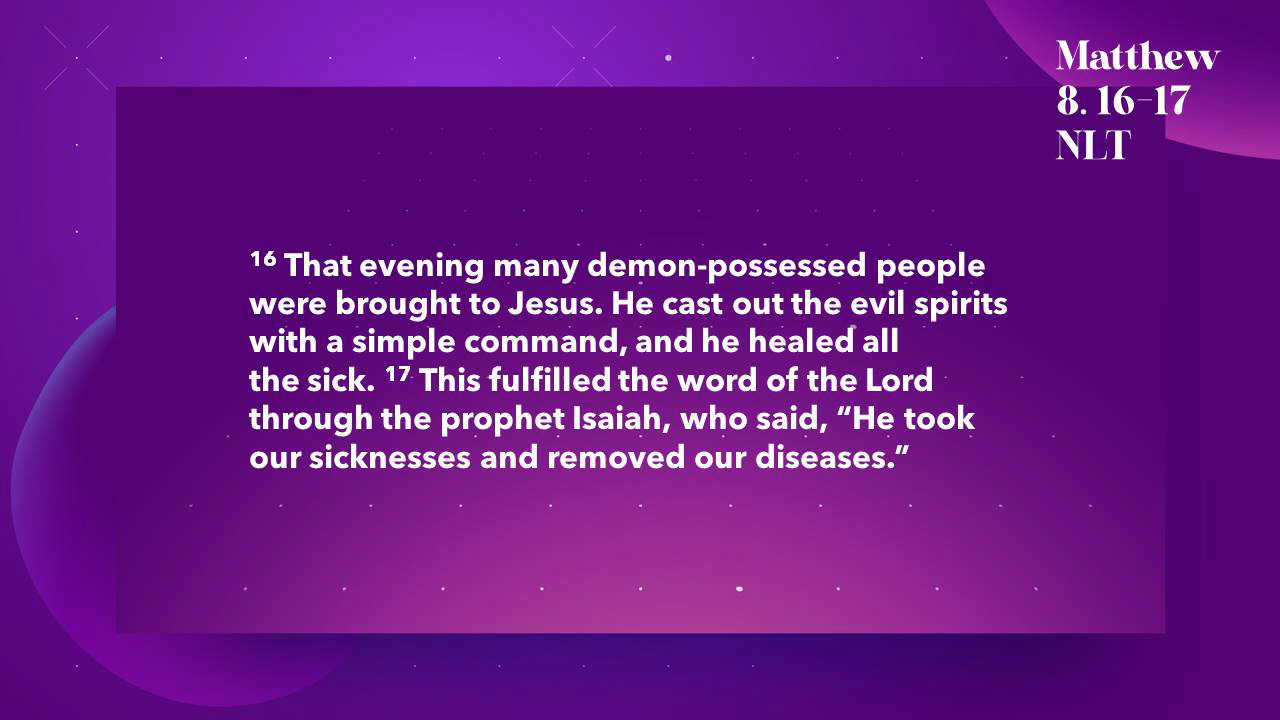 Matthew
8. 16-17
NLT
16 That evening many demon-possessed people
were brought to Jesus. He cast out the evil spirits
with a simple command, and he healed all
the sick. 17 This fulfilled the word of the Lord
through the prophet Isaiah, who said, “He took
our sicknesses and removed our diseases.”